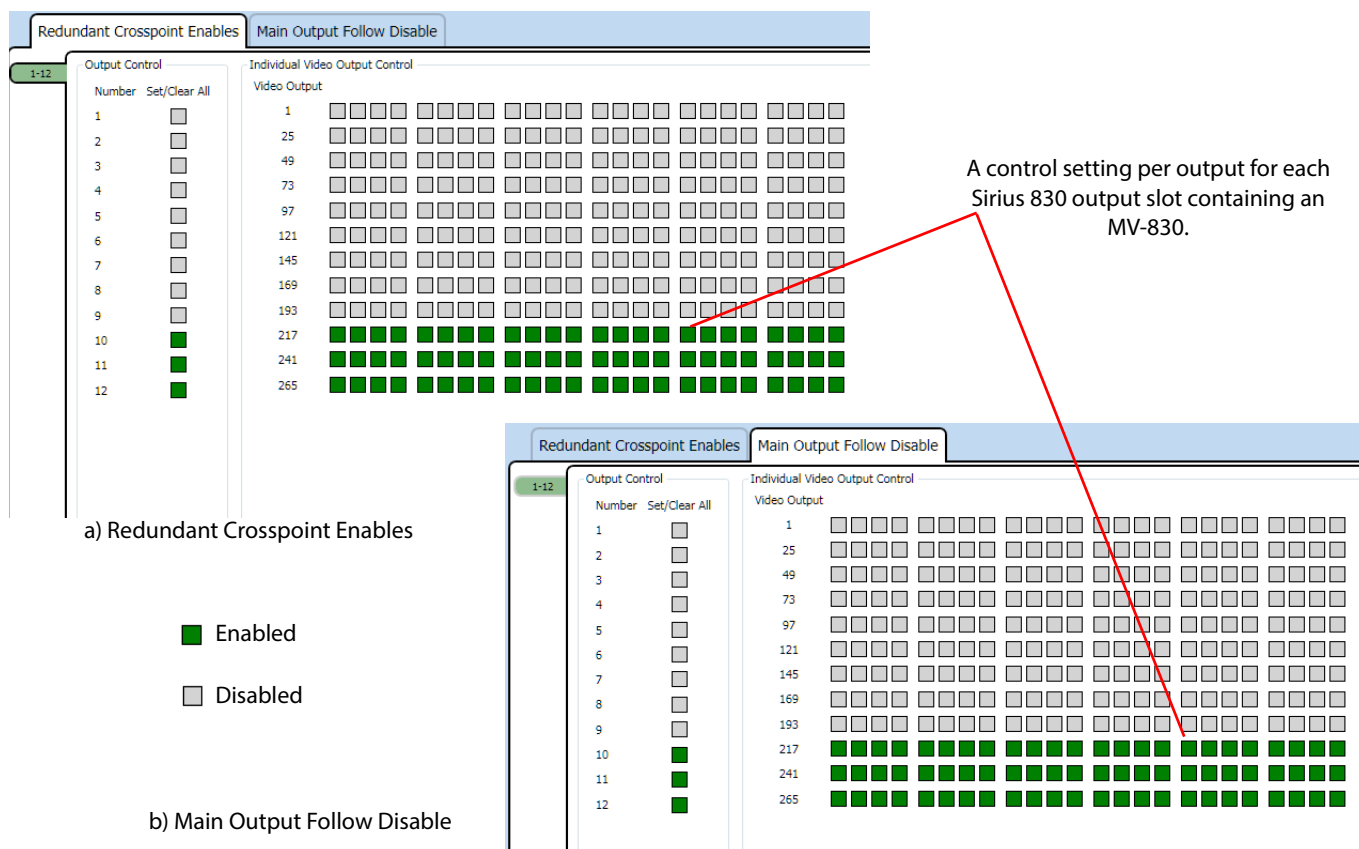 Redundant Crosspoint Enables Main Output Follow Disable
1-12
Output Control Individual Video Output Control
Number Set/Clear All Video Output
1 1
2 25
3 49
4 73
5 97
6 121
7 145
8 169
9 193
10 217
11 241
12 265
A control setting per output for each
Sirius 830 output slot containing an
MV-830.
a) Redundant Crosspoint Enables
Enabled
Disabled
Redundant Crosspoint Enables Main Output Follow Disable
1-12
Output Control Individual Video Output Control
Number Set/Clear All Video Output
1 1
2 25
3 49
4 73
5 97
6 121
7 145
8 169
9 193
10 217
11 241
12 265
b) Main Output Follow Disable